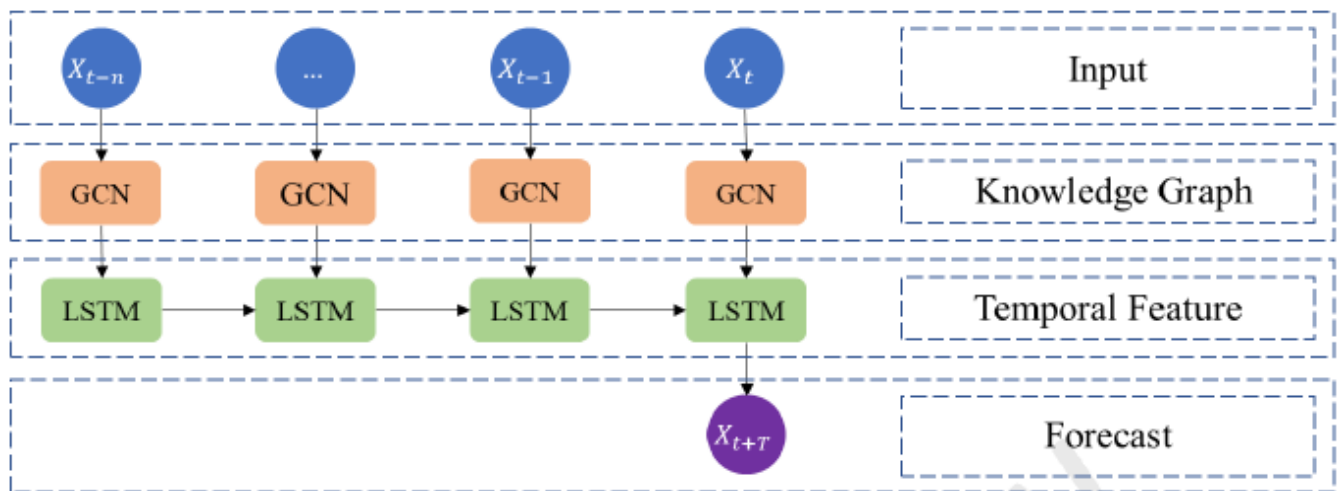 X_{t-n} ... X_{t-1} X_t Input
GCN GCN GCN GCN Knowledge Graph
LSTM LSTM LSTM LSTM Temporal Feature
X_{t+T} Forecast